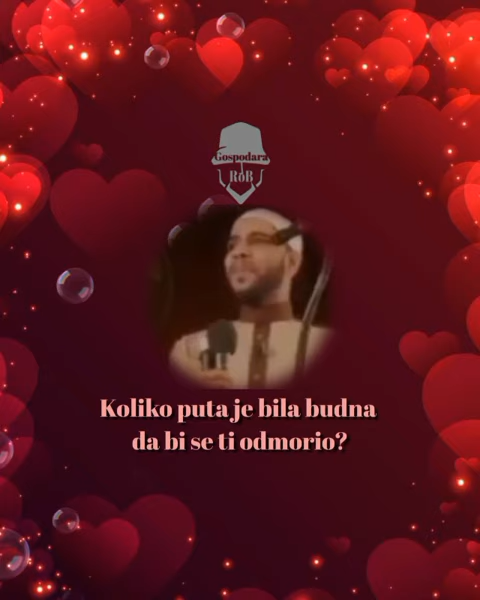 Gospodara
RoB
Koliko puta je bila budna
da bi se ti odmorio?